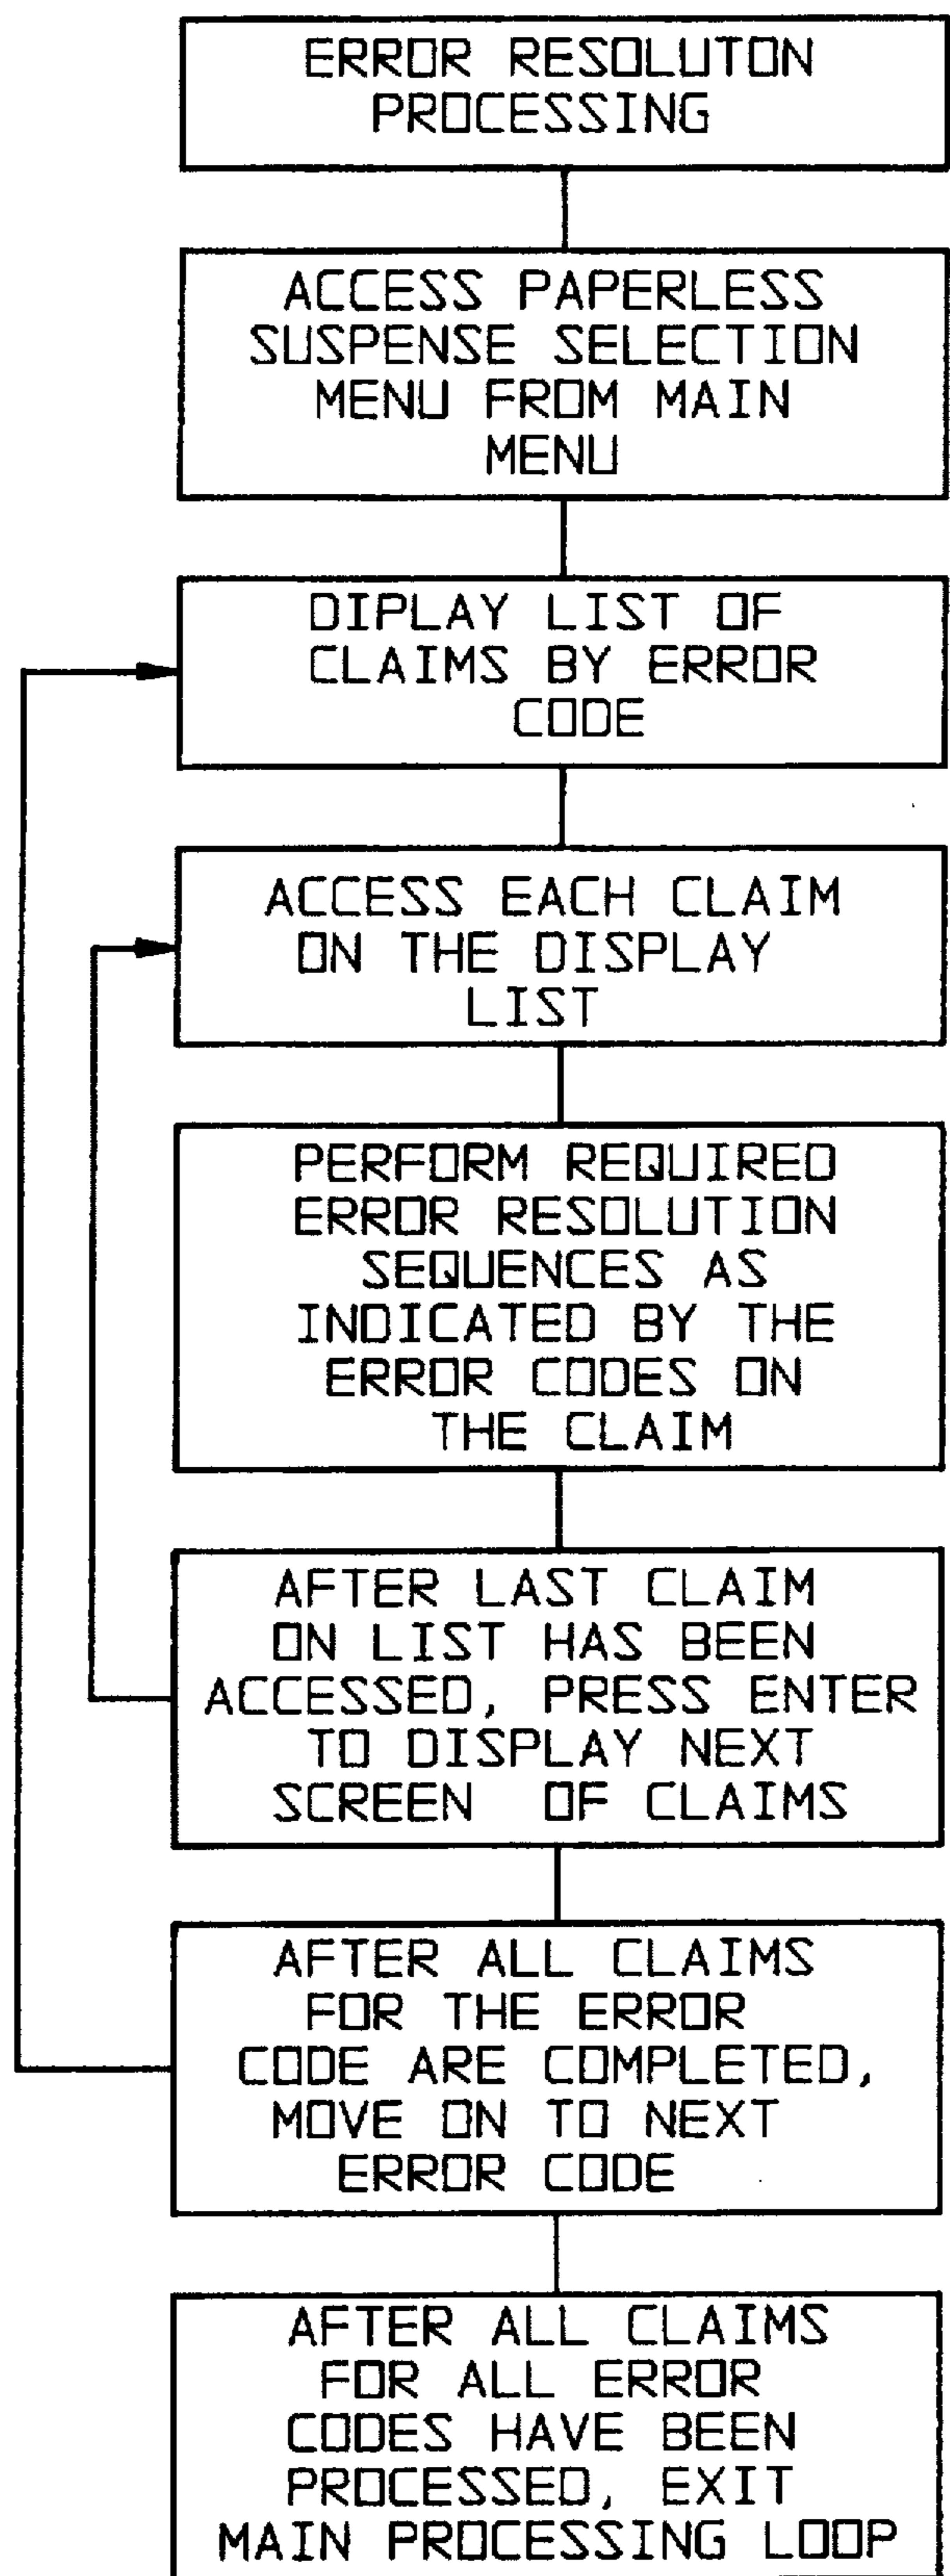 ERROR RESOLUTON
PROCESSING
ACCESS PAPERLESS
SUSPENSE SELECTION
MENU FROM MAIN
MENU
DIPLAY LIST OF
CLAIMS BY ERROR
CODE
ACCESS EACH CLAIM
ON THE DISPLAY
LIST
PERFORM REQUIRED
ERROR RESOLUTION
SEQUENCES AS
INDICATED BY THE
ERROR CODES ON
THE CLAIM
AFTER LAST CLAIM
ON LIST HAS BEEN
ACCESSED, PRESS ENTER
TO DISPLAY NEXT
SCREEN OF CLAIMS
AFTER ALL CLAIMS
FOR THE ERROR
CODE ARE COMPLETED,
MOVE ON TO NEXT
ERROR CODE
AFTER ALL CLAIMS
FOR ALL ERROR
CODES HAVE BEEN
PROCESSED, EXIT
MAIN PROCESSING LOOP